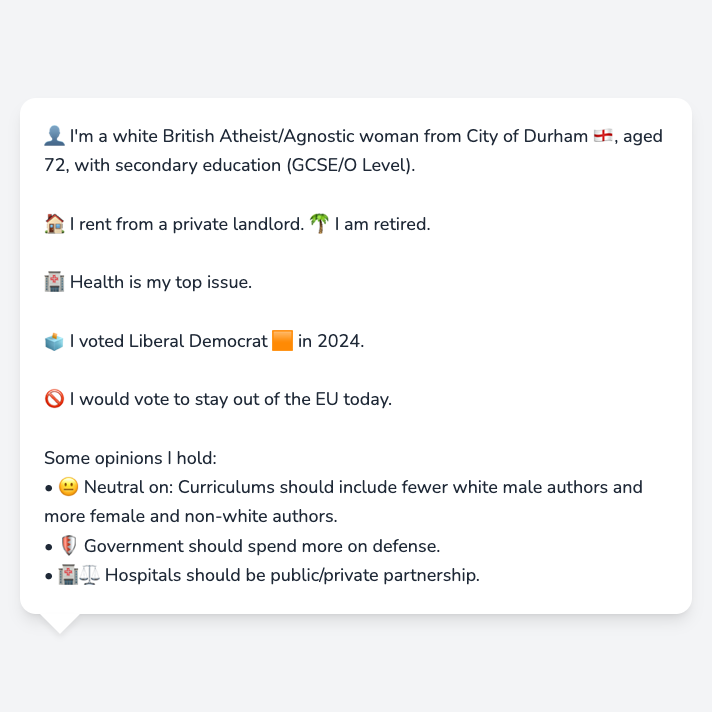 👤 I'm a white British Atheist/Agnostic woman from City of Durham 🏴󠁧󠁢󠁥󠁮󠁧󠁿, aged
72, with secondary education (GCSE/O Level).
🏠 I rent from a private landlord. 🌴 I am retired.
🏥 Health is my top issue.
🗳️ I voted Liberal Democrat 🟧 in 2024.
🚫 I would vote to stay out of the EU today.
Some opinions I hold:
• 😐 Neutral on: Curriculums should include fewer white male authors and
more female and non-white authors.
• 🛡️ Government should spend more on defense.
• 🏥⚖️ Hospitals should be public/private partnership.